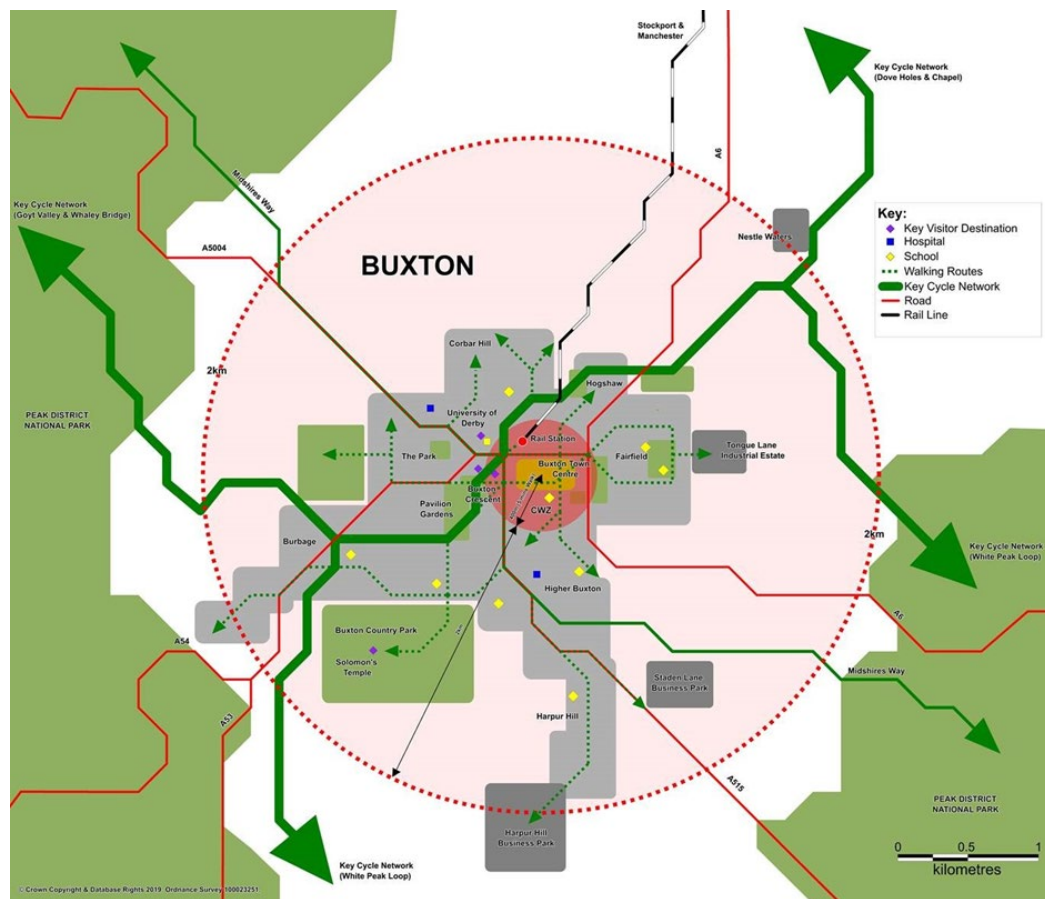 Stockport &
Manchester
Key Cycle Network
(Dove Holes & Chapel)
A6
Midshires Way
Key Cycle Network
(Goyt Valley & Whaley Bridge)
A5004
BUXTON
Nestle Waters
Key:
Key Visitor Destination
Hospital
School
Walking Routes
Key Cycle Network
Road
Rail Line
Corbar Hill
2km
Hogshaw
PEAK DISTRICT
NATIONAL PARK
University of
Derby
Rail Station
The Park
Buxton Town
Centre
Fairfield
Tongue Lane
Industrial Estate
Buxton
Crescent
Pavilion
Gardens
CWZ
Burbage
2km
Key Cycle Network
(White Peak Loop)
Higher Buxton
A6
Buxton Country Park
2km
A54
Solomon's
Temple
Midshires Way
Staden Lane
Business Park
A53
Harpur Hill
A515
PEAK DISTRICT
NATIONAL PARK
Harpur Hill
Business Park
0 0.5 1
kilometres
Key Cycle Network
(White Peak Loop)
© Crown Copyright & Database Rights 2019 Ordnance Survey 100023251